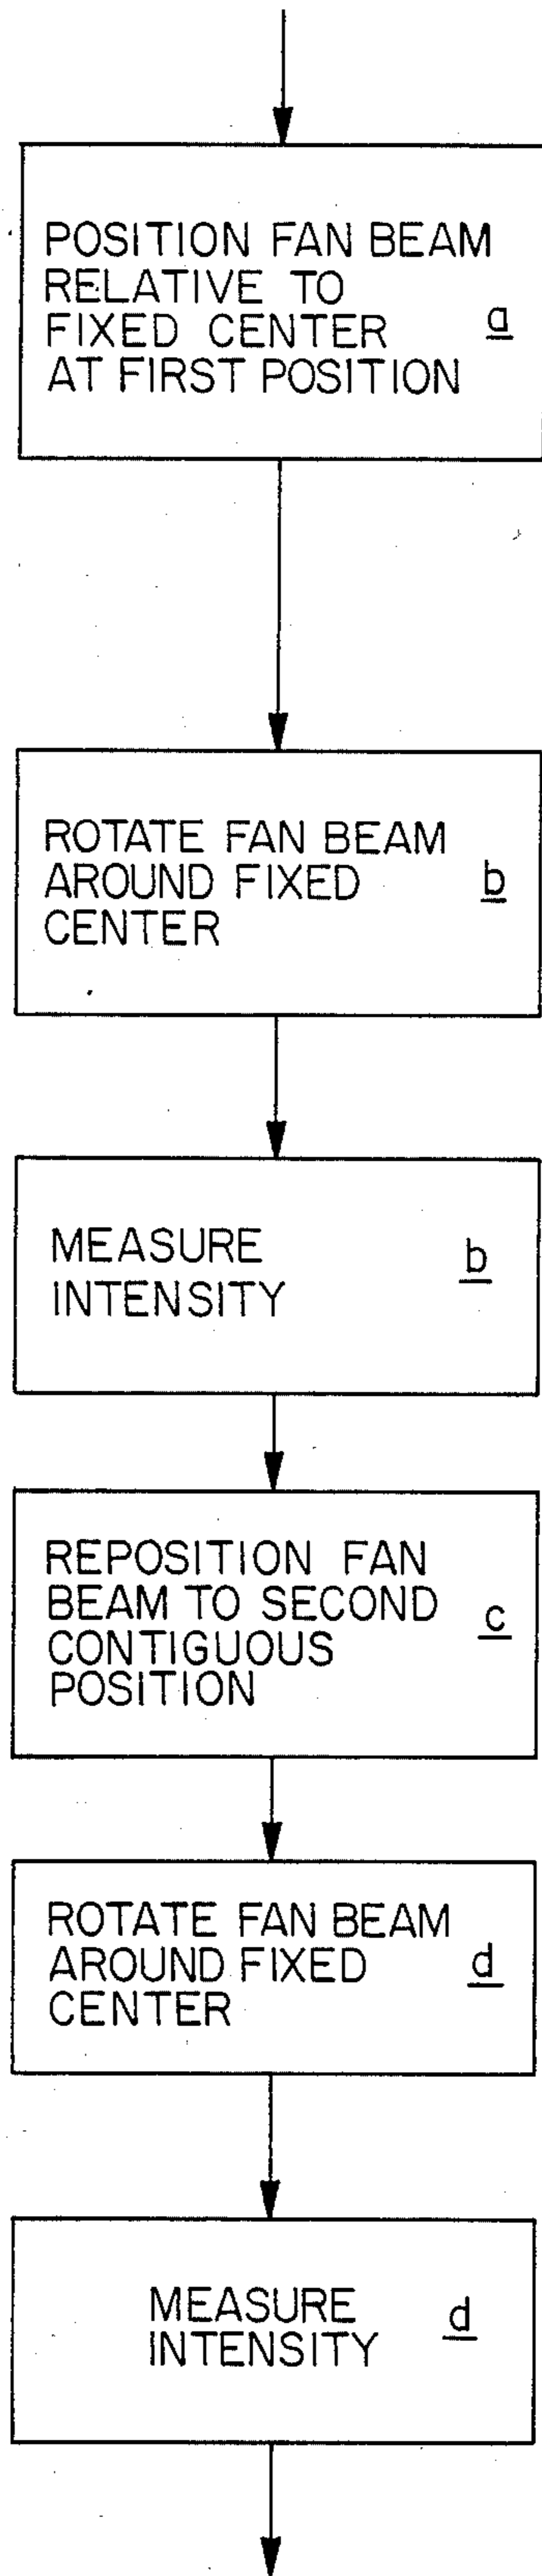 POSITION FAN BEAM
RELATIVE TO
FIXED CENTER a
AT FIRST POSITION
ROTATE FAN BEAM
AROUND FIXED b
CENTER
MEASURE b
INTENSITY
REPOSITION FAN
BEAM TO SECOND c
CONTIGUOUS
POSITION
ROTATE FAN BEAM
AROUND FIXED d
CENTER
MEASURE d
INTENSITY